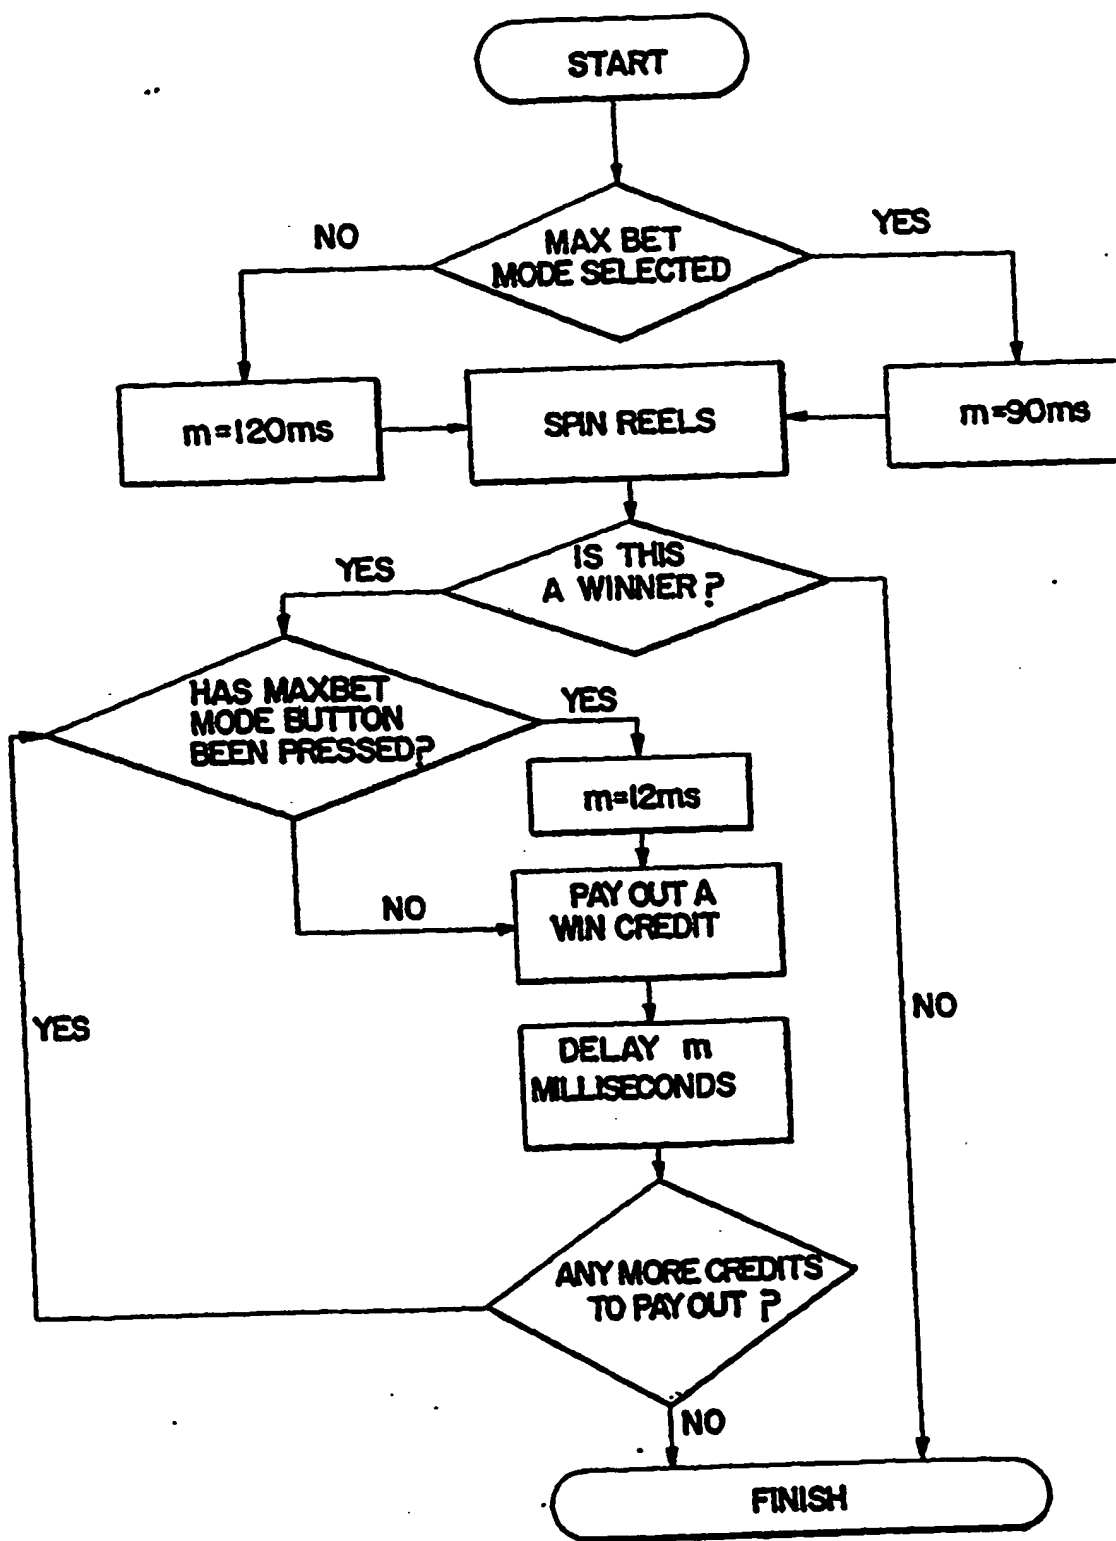 START
NO
YES
MAX BET
MODE SELECTED
m=120ms
SPIN REELS
m=90ms
YES
IS THIS
A WINNER?
HAS MAXBET
MODE BUTTON
BEEN PRESSED?
YES
m=12ms
NO
PAY OUT A
WIN CREDIT
YES
NO
DELAY m
MILLISECONDS
ANY MORE CREDITS
TO PAY OUT ?
NO
FINISH